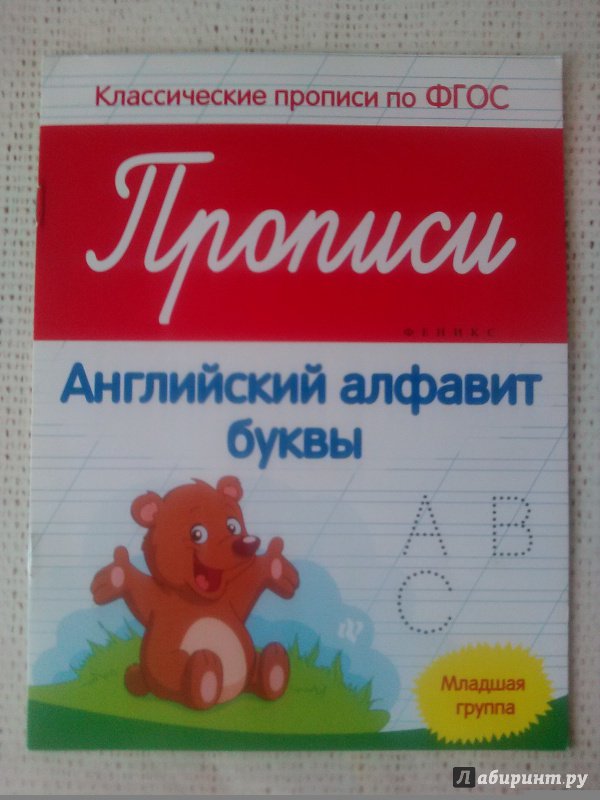 Классические прописи по ФГОС
Прописи
ФЕНИКС
Английский алфавит
буквы
A B
C
Младшая
группа
Лабиринт.ру